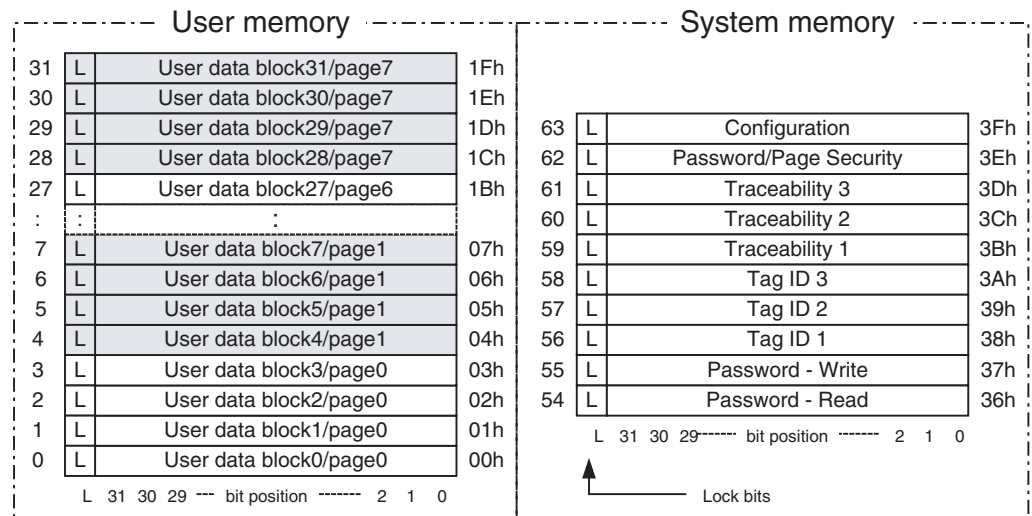 User memory
31 L User data block31/page7 1Fh
30 L User data block30/page7 1Eh
29 L User data block29/page7 1Dh
28 L User data block28/page7 1Ch
27 L User data block27/page6 1Bh
: : :
7 L User data block7/page1 07h
6 L User data block6/page1 06h
5 L User data block5/page1 05h
4 L User data block4/page1 04h
3 L User data block3/page0 03h
2 L User data block2/page0 02h
1 L User data block1/page0 01h
0 L User data block0/page0 00h
L 31 30 29 --- bit position ------- 2 1 0
System memory
63 L Configuration 3Fh
62 L Password/Page Security 3Eh
61 L Traceability 3 3Dh
60 L Traceability 2 3Ch
59 L Traceability 1 3Bh
58 L Tag ID 3 3Ah
57 L Tag ID 2 39h
56 L Tag ID 1 38h
55 L Password - Write 37h
54 L Password - Read 36h
L 31 30 29------- bit position ------- 2 1 0
Lock bits